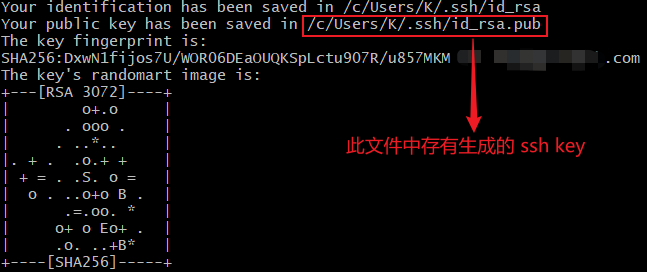 Your identification has been saved in /c/Users/K/.ssh/id_rsa
Your public key has been saved in /c/Users/K/.ssh/id_rsa.pub
The key fingerprint is:
SHA256:DxwN1fijos7U/WORO6DEaOUQKSpLctu9O7R/u857MKM .com
The key's randomart image is:
+---[RSA 3072]----+
|       o+.o      |
|     . ooo .     |
|    . ..*..      |
|. + .  .o.+ +    |
| + = . .S. o =   |
|  o . ..o+o B .  |
|     .=.oo. *    |
|    o+ o Eo+ .   |
|    .o. ..+B*    |
+----[SHA256]-----+
此文件中存有生成的 ssh key